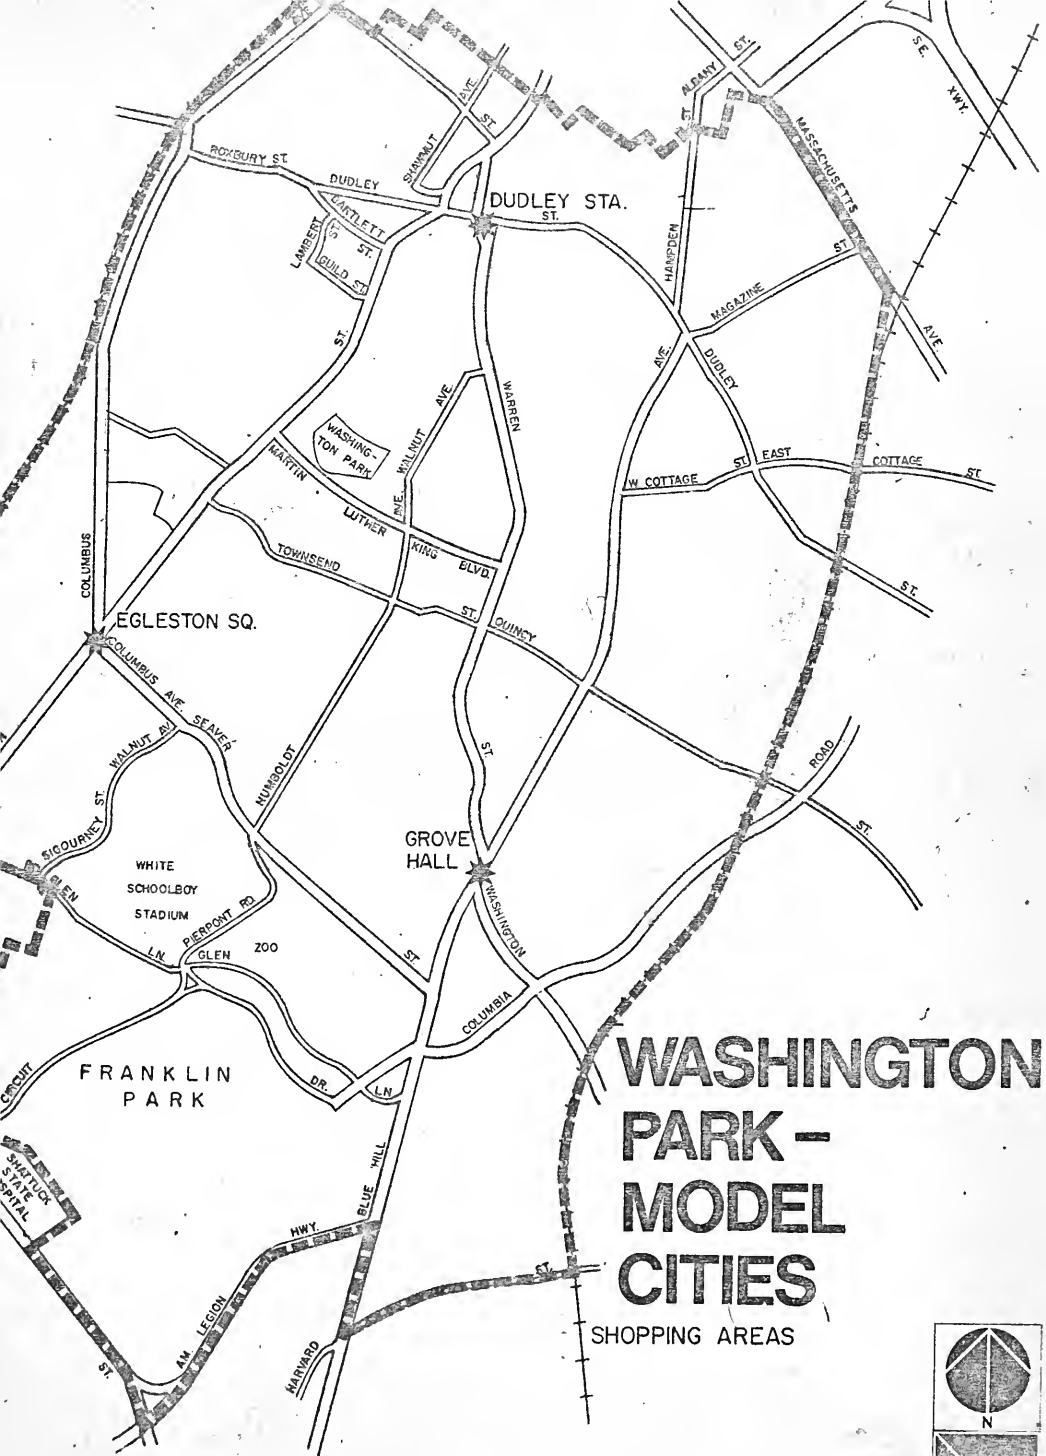 ST.
ALBANY
ST.
S.E.
XWY.
AVE.
ST.
SHAWMUT
MASSACHUSETTS
ROXBURY ST.
DUDLEY
BARTLETT
ST.
LAMBERT
ST.
GUILD ST.
DUDLEY STA.
ST.
HAMPDEN
ST.
MAGAZINE
AVE.
ST.
AVE.
DUDLEY
WARREN
AVE.
WALNUT
WASHING-
TON PARK
MARTIN
LUTHER
KING
BLVD.
AVE.
W COTTAGE
ST.
EAST
COTTAGE
ST.
COLUMBUS
TOWNSEND
ST.
QUINCY
ST.
EGLESTON SQ.
COLUMBUS
AVE.
SEAVER
WALNUT AV.
HUMBOLDT
ST.
ROAD
ST.
SIGOURNEY ST.
GLEN
LN.
GROVE
HALL
WHITE
SCHOOLBOY
STADIUM
PIERPONT RD.
GLEN
ZOO
ST.
WASHINGTON
COLUMBIA
CIRCUIT
DR.
LN.
FRANKLIN
PARK
SHATTUCK
STATE
BLUE HILL
HWY.
AM. LEGION
ST.
ST.
HARVARD
WASHINGTON
PARK-
MODEL
CITIES
SHOPPING AREAS
N